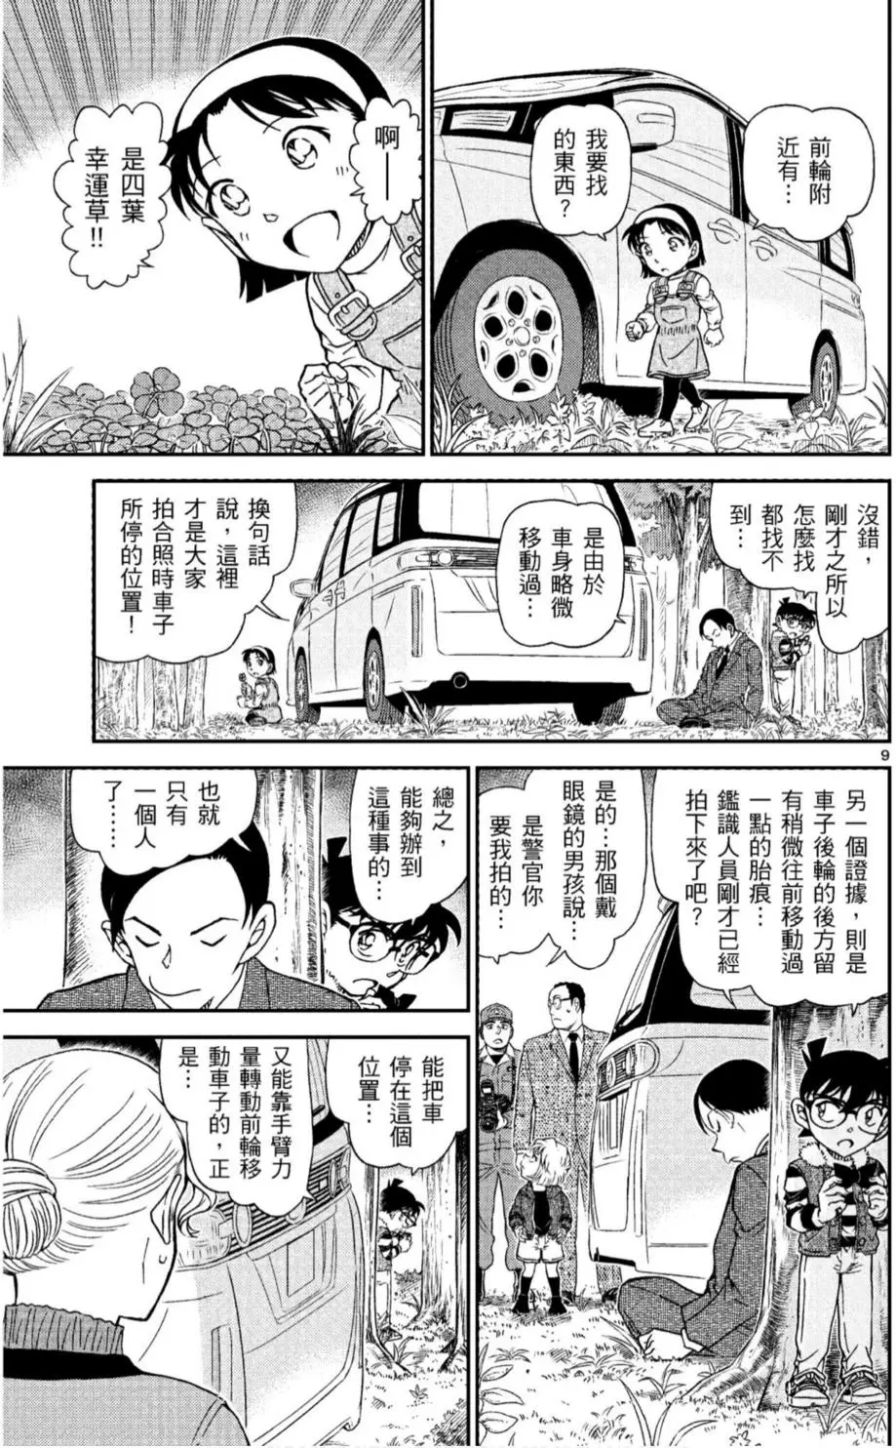 前輪附
近有…
我要找
的東西？
啊——
是四葉
幸運草!!
沒錯，
剛才之所以
怎麼找
都找不
到…
是由於
車身略微
移動過…
換句話
說，這裡
才是大家
拍合照時車子
所停的位置！
9
另一個證據，則是
車子後輪的後方留
有稍微往前移動過
一點的胎痕…
鑑識人員剛才已經
拍下來了吧？
是的…那個戴
眼鏡的男孩說…
是警官你
要我拍的…
總之，
能夠辦到
這種事的…
也就
只有
一個人
了……
能把車
停在這個
位置…
又能靠手臂力
量轉動前輪移
動車子的，正
是…